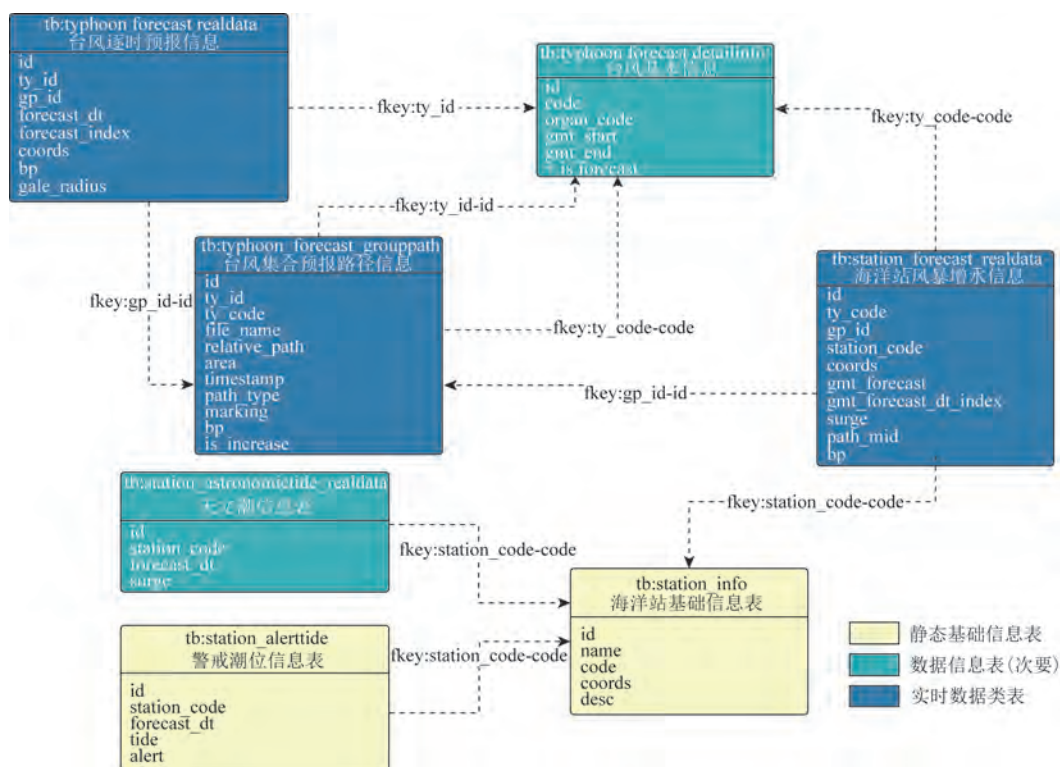 tb:typhoon forecast realdata
台风逐时预报信息
id
ty_id
gp_id
forecast_dt
forecast_index
coords
bp
gale_radius
fkey:ty_id
tb:typhoon forecast detailinfo
台风基本信息
id
code
organ_code
gmt_start
gmt_end
+ is forecast
fkey:ty_code-code
fkey:ty_id-id
fkey:gp_id-id
tb:typhoon_forecast_grouppath
台风集合预报路径信息
id
ty_id
ty_code
file_name
relative_path
area
timestamp
path_type
marking
bp
is_increase
fkey:ty_code-code
fkey:gp_id-id
tb:station_forecast_realdata
海洋站风暴增水信息
id
ty_code
gp_id
station_code
coords
gmt_forecast
gmt_forecast_dt_index
surge
path_mid
bp
fkey:station_code-code
tb:station_astronomictide_realdata
天文潮信息表
id
station_code
forecast_dt
surge
fkey:station_code-code
tb:station_info
海洋站基础信息表
id
name
code
coords
desc
tb:station_alerttide
警戒潮位信息表
id
station_code
forecast_dt
tide
alert
fkey:station_code-code
静态基础信息表
数据信息表(次要)
实时数据类表